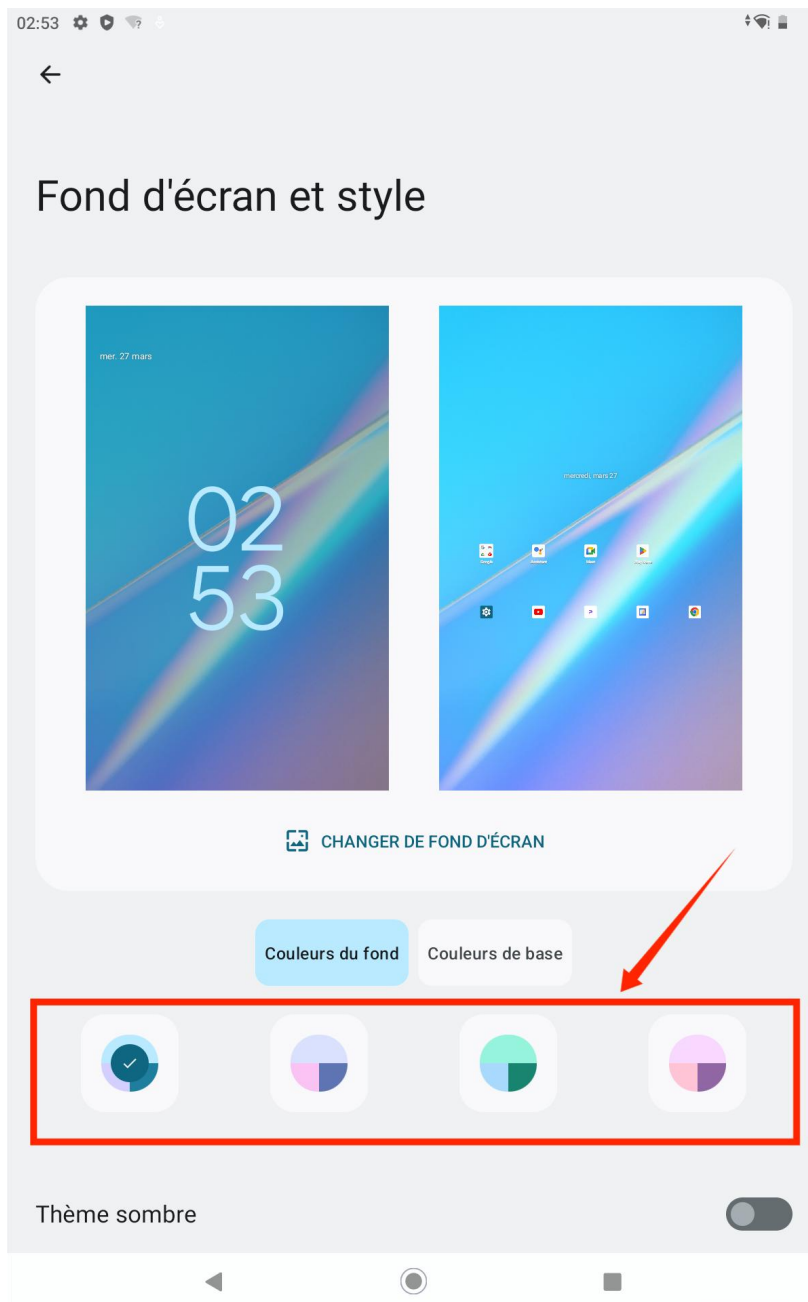 02:53
Fond d'écran et style
mer. 27 mars
02
53
mercredi, mars 27
Google
CHANGER DE FOND D'ÉCRAN
Couleurs du fond
Couleurs de base
Thème sombre